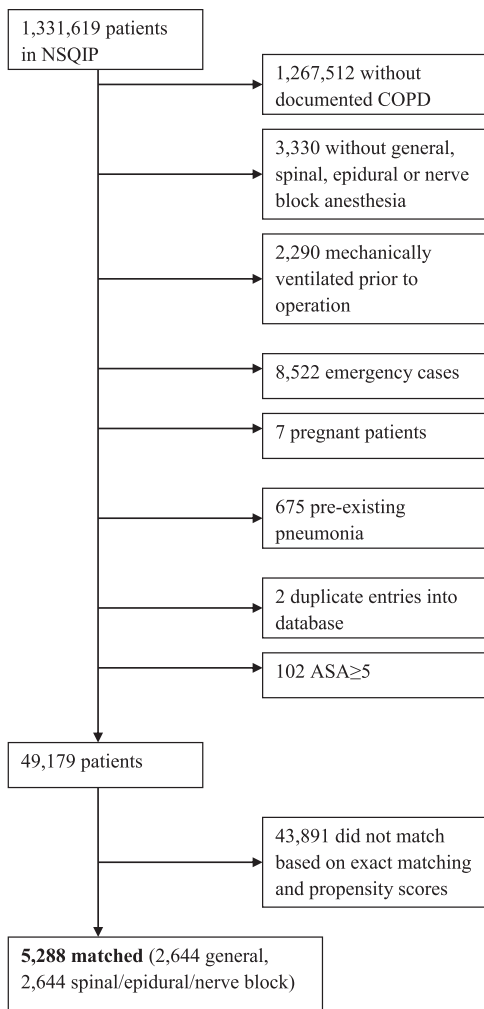 1,331,619 patients
in NSQIP
1,267,512 without
documented COPD
3,330 without general,
spinal, epidural or nerve
block anesthesia
2,290 mechanically
ventilated prior to
operation
8,522 emergency cases
7 pregnant patients
675 pre-existing
pneumonia
2 duplicate entries into
database
102 ASA≥5
49,179 patients
43,891 did not match
based on exact matching
and propensity scores
5,288 matched (2,644 general,
2,644 spinal/epidural/nerve block)